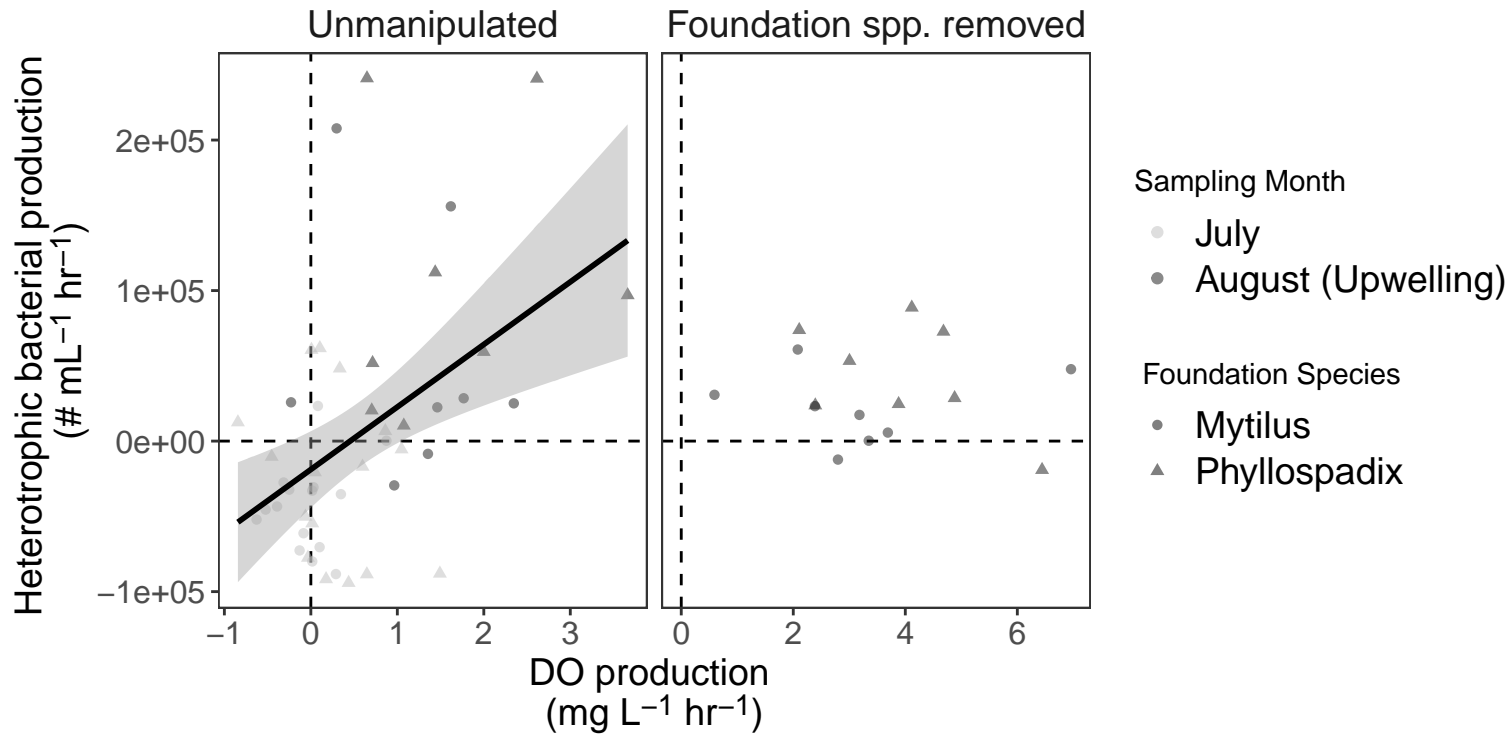 Unmanipulated
Foundation spp. removed
Heterotrophic bacterial production
(# mL⁻¹ hr⁻¹)
2e+05
1e+05
0e+00
−1e+05
−1 0 1 2 3
0 2 4 6
DO production
(mg L⁻¹ hr⁻¹)
Sampling Month
July
August (Upwelling)
Foundation Species
Mytilus
Phyllospadix